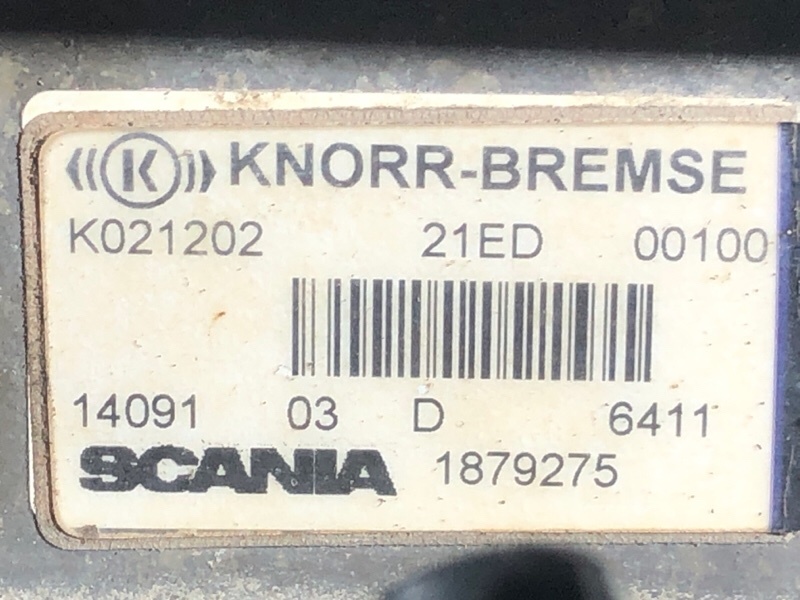 K KNORR-BREMSE
K021202 21ED 00100
14091 03 D 6411
SCANIA 1879275